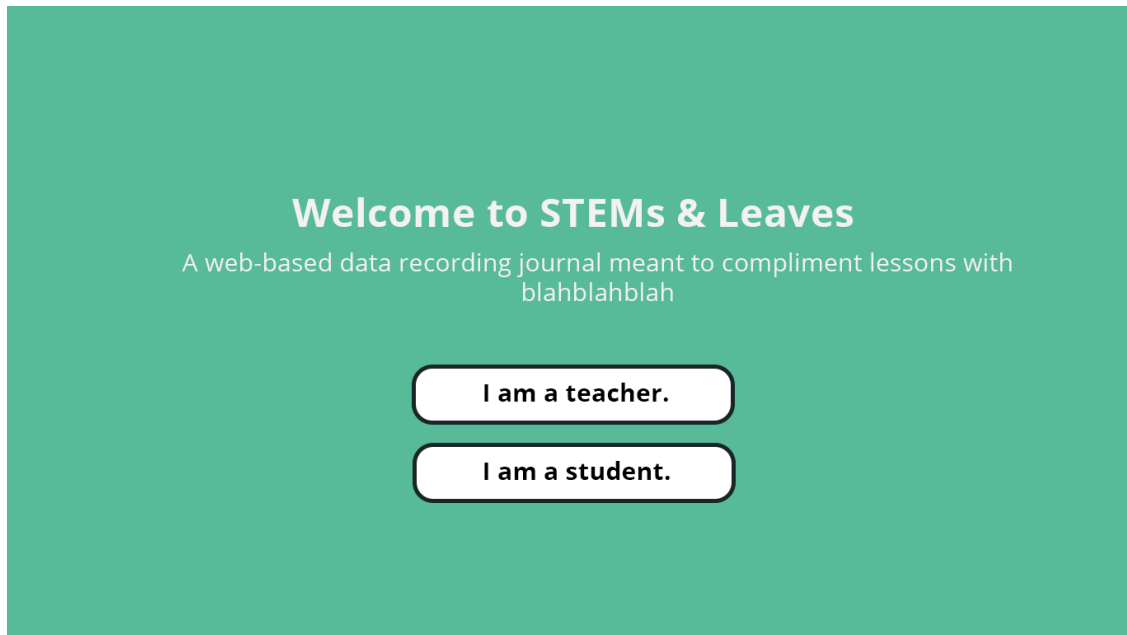 Welcome to STEMs & Leaves
A web-based data recording journal meant to compliment lessons with
blahblahblah
I am a teacher.
I am a student.